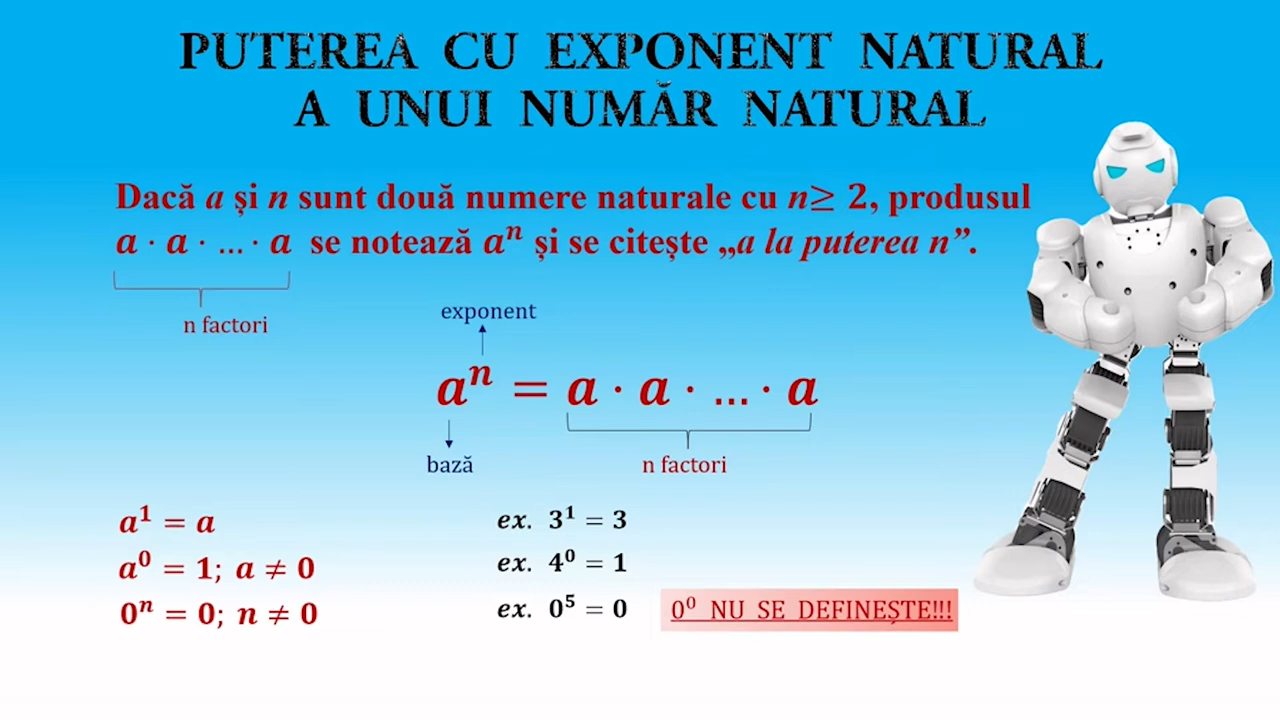 PUTEREA CU EXPONENT NATURAL
A UNUI NUMĂR NATURAL
Dacă a și n sunt două numere naturale cu n≥ 2, produsul
a · a · … · a se notează aⁿ și se citește „a la puterea n”.
n factori
exponent
aⁿ = a · a · … · a
bază
n factori
a¹ = a
ex. 3¹ = 3
a⁰ = 1; a ≠ 0
ex. 4⁰ = 1
0ⁿ = 0; n ≠ 0
ex. 0⁵ = 0
0⁰ NU SE DEFINEȘTE!!!